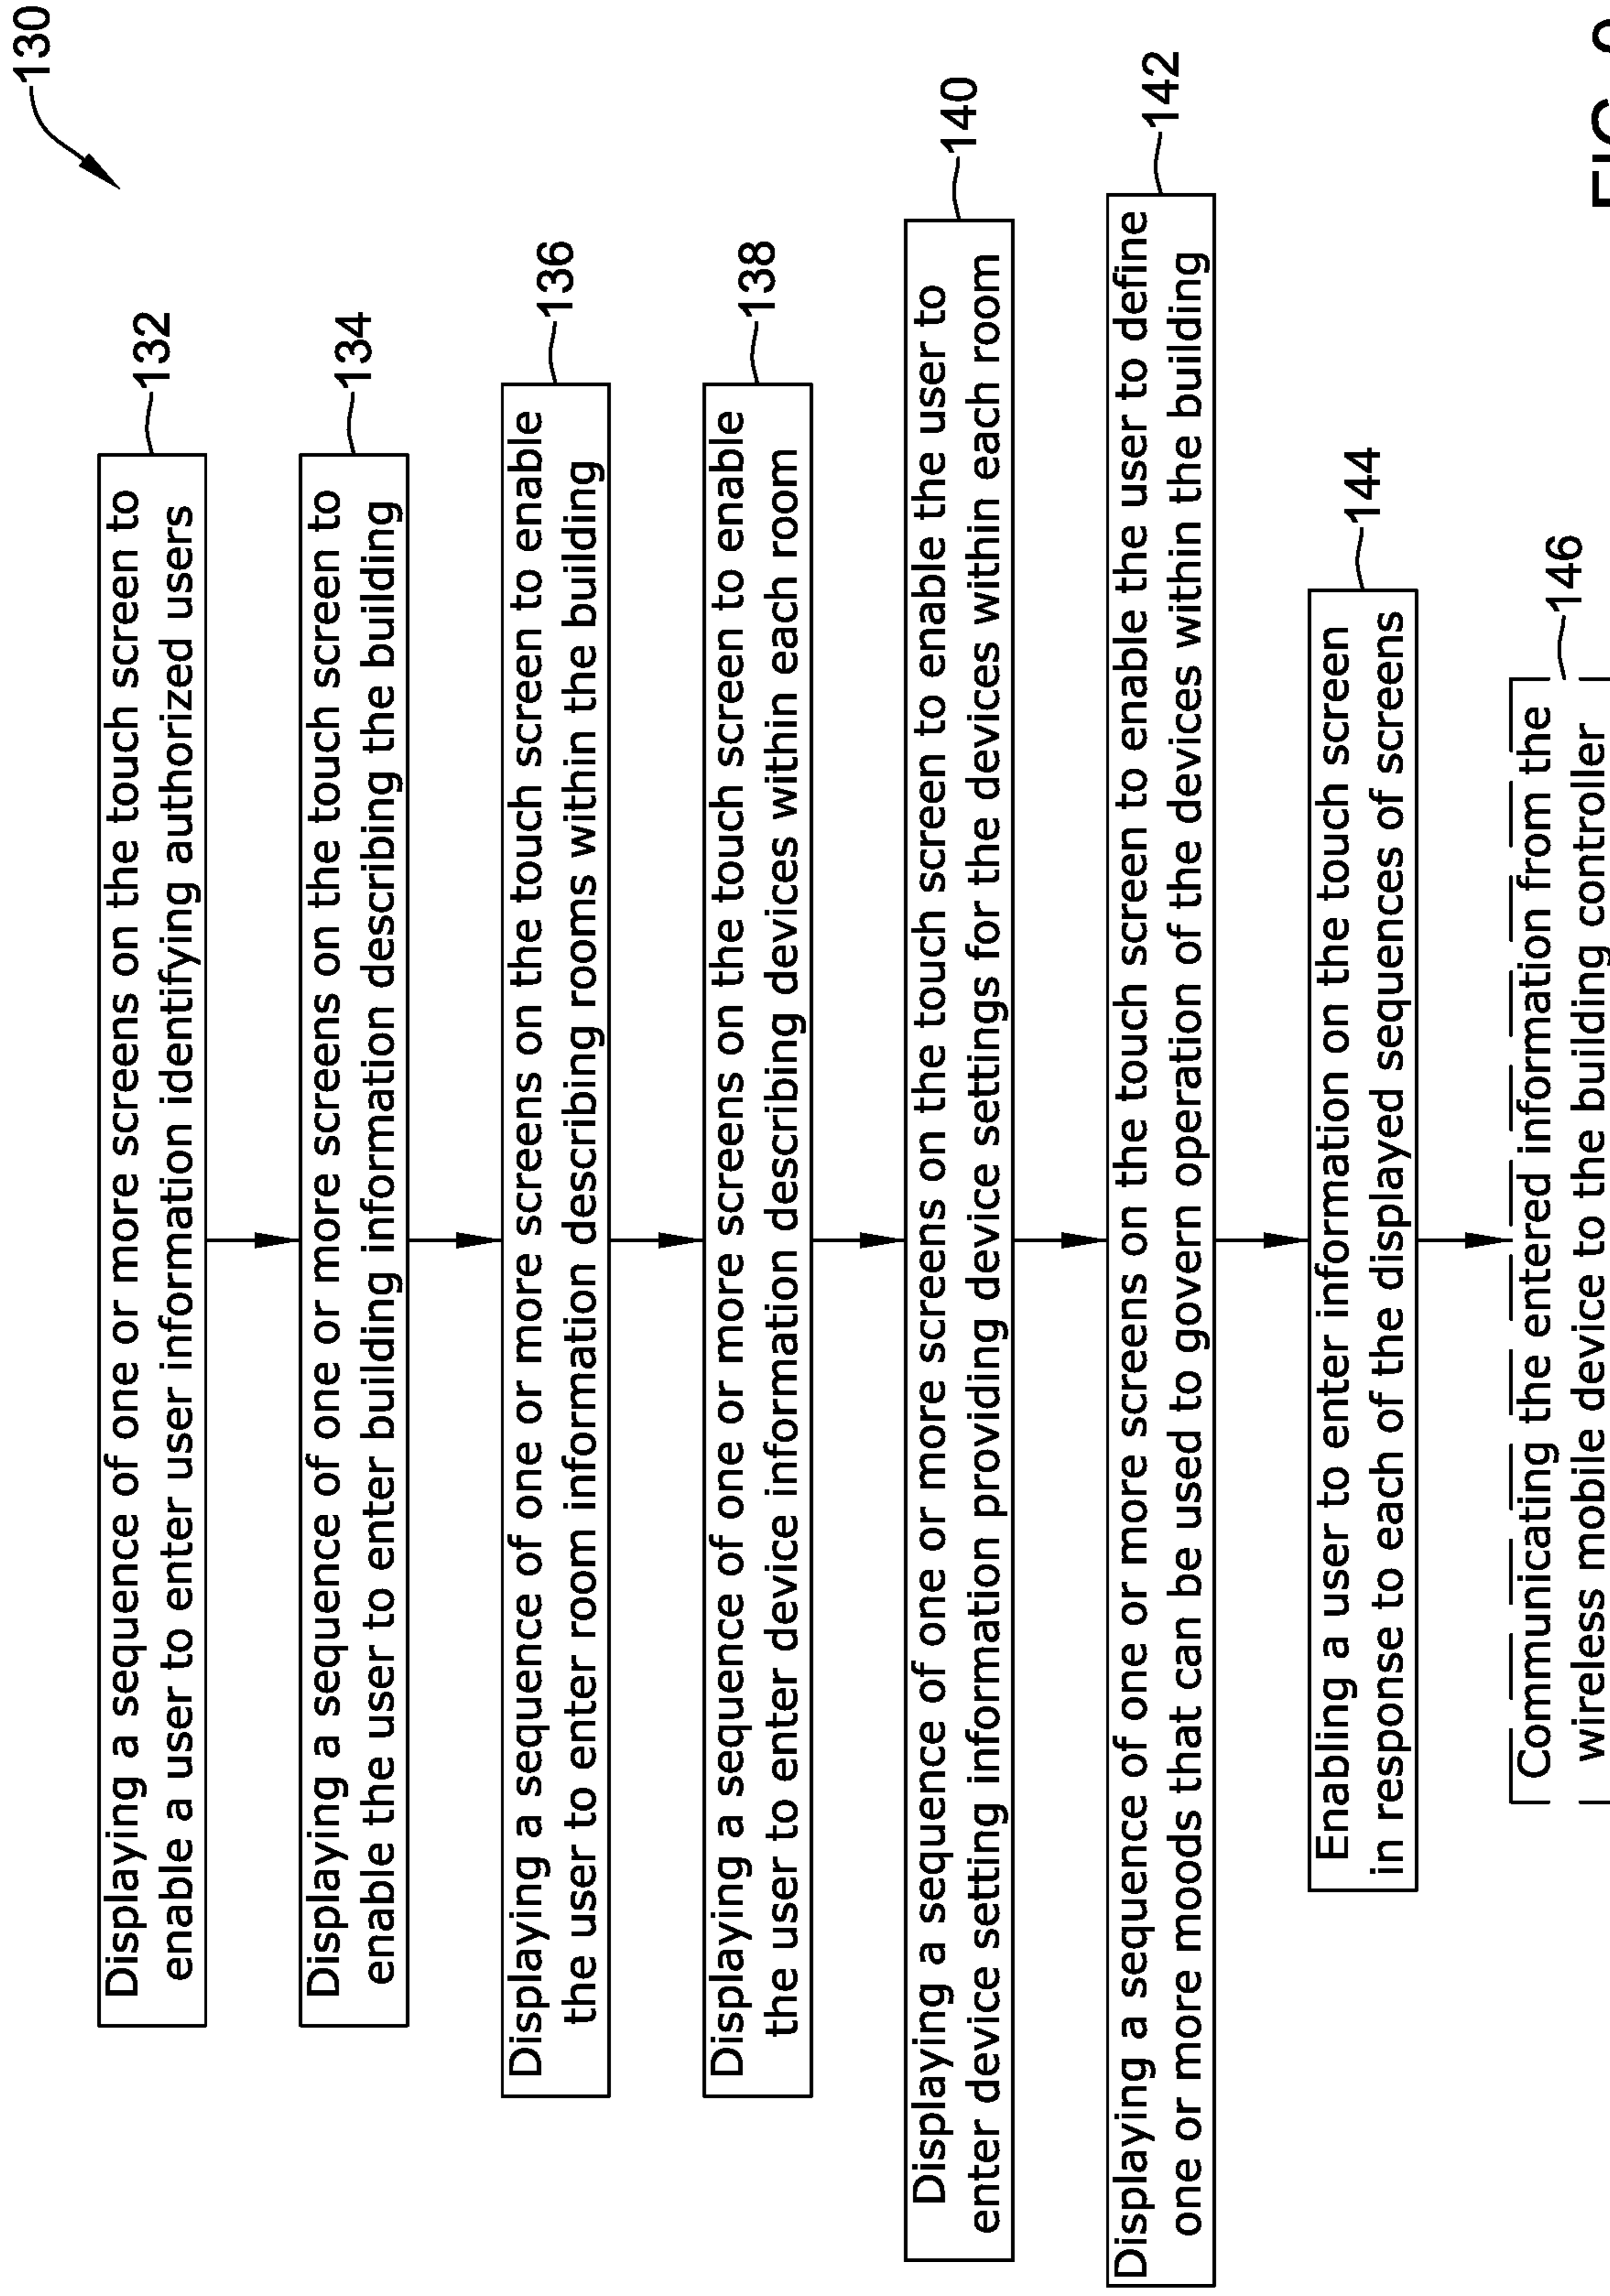 130
Displaying a sequence of one or more screens on the touch screen to
enable a user to enter user information identifying authorized users
132
Displaying a sequence of one or more screens on the touch screen to
enable the user to enter building information describing the building
134
Displaying a sequence of one or more screens on the touch screen to enable
the user to enter room information describing rooms within the building
136
Displaying a sequence of one or more screens on the touch screen to enable
the user to enter device information describing devices within each room
138
Displaying a sequence of one or more screens on the touch screen to enable the user to
enter device setting information providing device settings for the devices within each room
140
Displaying a sequence of one or more screens on the touch screen to enable the user to define
one or more moods that can be used to govern operation of the devices within the building
142
Enabling a user to enter information on the touch screen
in response to each of the displayed sequences of screens
144
Communicating the entered information from the
wireless mobile device to the building controller
146
FIG.